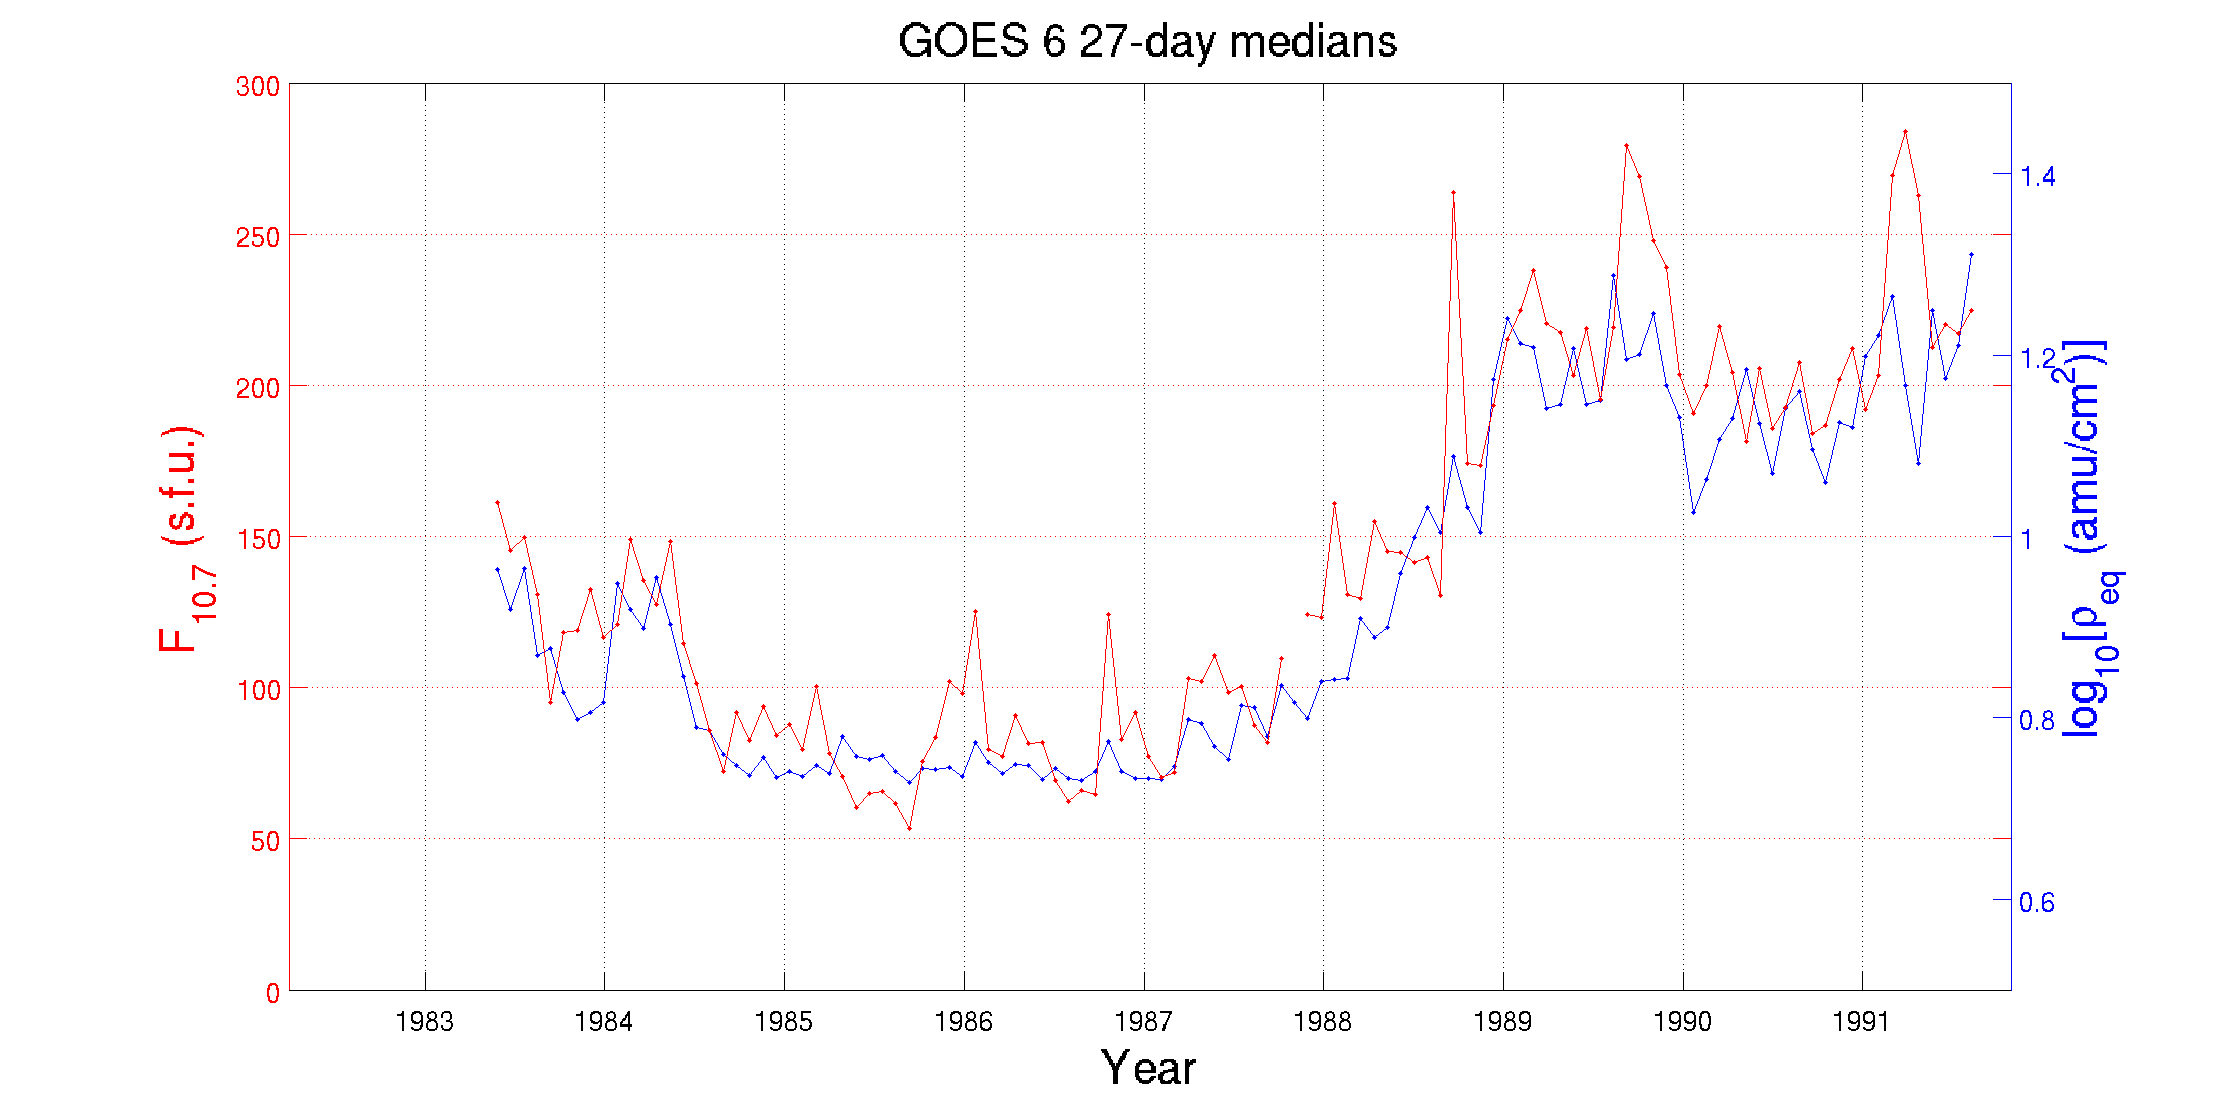 GOES 6 27-day medians
300
250
200
150
100
50
0
F10.7 (s.f.u.)
1.4
1.2
1
0.8
0.6
log10[ρeq (amu/cm2)]
1983 1984 1985 1986 1987 1988 1989 1990 1991
Year